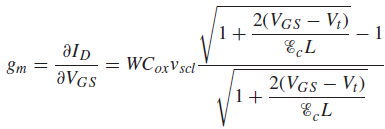 g_m = ∂I_D / ∂V_GS = WC_ox v_scl (√(1 + 2(V_GS − V_t) / (ℰ_c L)) − 1) / √(1 + 2(V_GS − V_t) / (ℰ_c L))